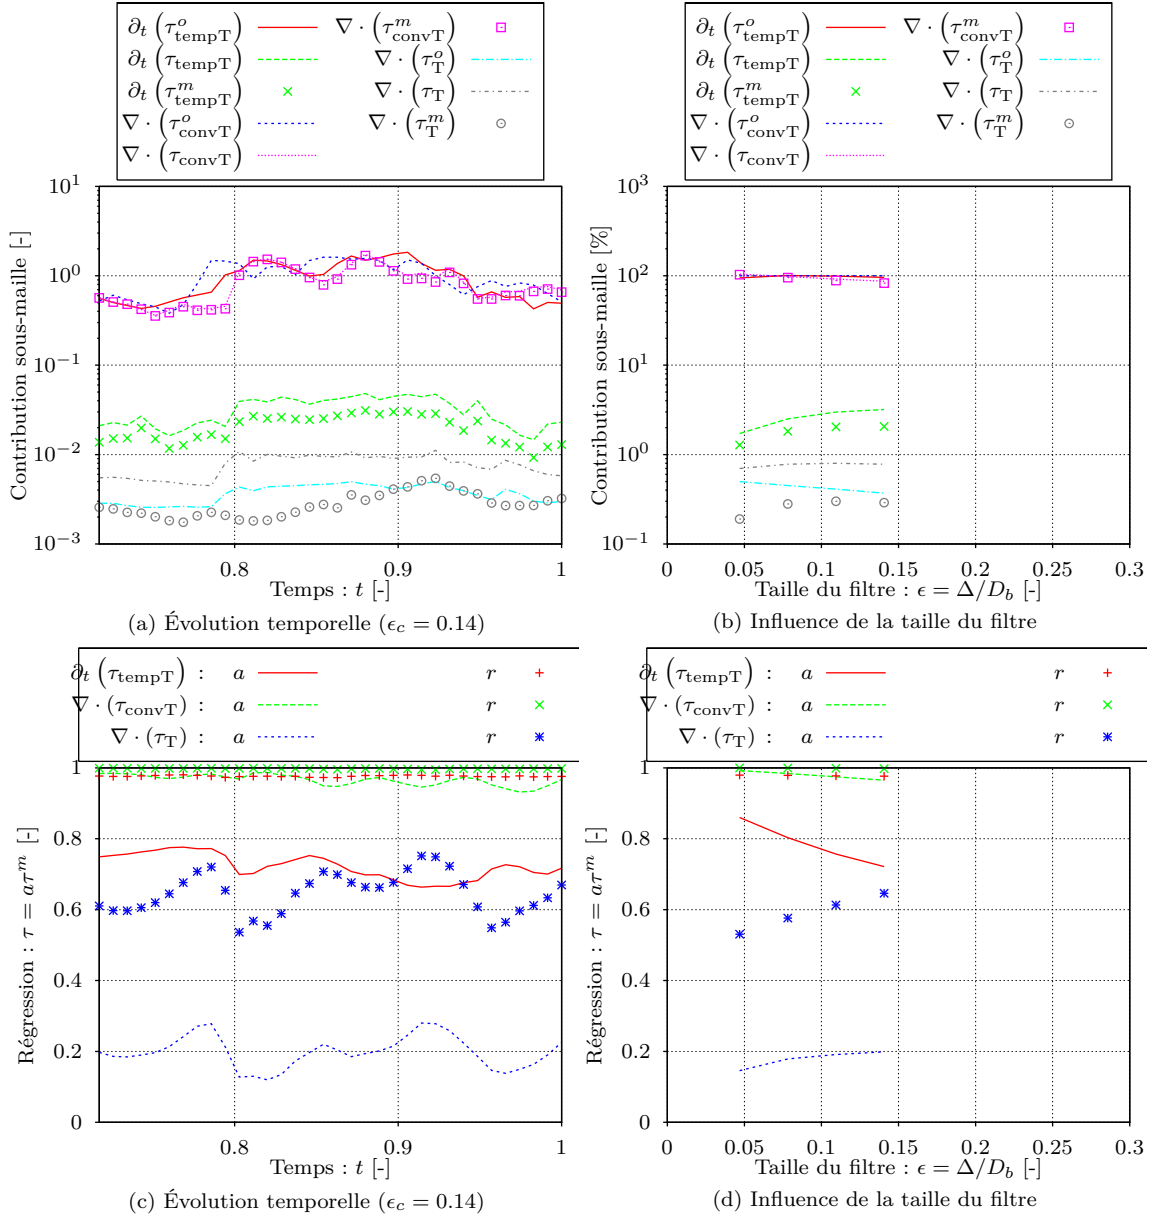 ∂t (τ^o_tempT) ∇ · (τ^m_convT)
∂t (τ_tempT) ∇ · (τ^o_T)
∂t (τ^m_tempT) ∇ · (τ_T)
∇ · (τ^o_convT) ∇ · (τ^m_T)
∇ · (τ_convT)
Contribution sous-maille [-]
10^1
10^0
10^−1
10^−2
10^−3
0.8 0.9 1
Temps : t [-]
(a) Évolution temporelle (ϵc = 0.14)
∂t (τ^o_tempT) ∇ · (τ^m_convT)
∂t (τ_tempT) ∇ · (τ^o_T)
∂t (τ^m_tempT) ∇ · (τ_T)
∇ · (τ^o_convT) ∇ · (τ^m_T)
∇ · (τ_convT)
Contribution sous-maille [%]
10^3
10^2
10^1
10^0
10^−1
0 0.05 0.1 0.15 0.2 0.25 0.3
Taille du filtre : ϵ = Δ/D_b [-]
(b) Influence de la taille du filtre
∂t (τ_tempT) : a r
∇ · (τ_convT) : a r
∇ · (τ_T) : a r
Régression : τ = aτ^m [-]
1
0.8
0.6
0.4
0.2
0
0.8 0.9 1
Temps : t [-]
(c) Évolution temporelle (ϵc = 0.14)
∂t (τ_tempT) : a r
∇ · (τ_convT) : a r
∇ · (τ_T) : a r
Régression : τ = aτ^m [-]
1
0.8
0.6
0.4
0.2
0
0 0.05 0.1 0.15 0.2 0.25 0.3
Taille du filtre : ϵ = Δ/D_b [-]
(d) Influence de la taille du filtre